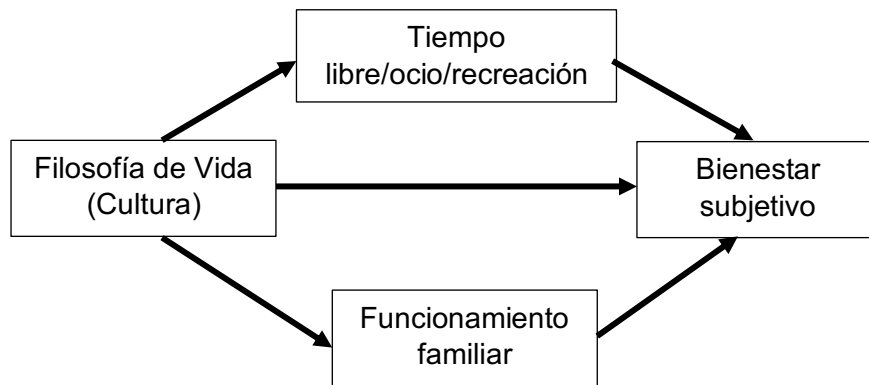 Tiempo
libre/ocio/recreación
Filosofía de Vida
(Cultura)
Bienestar
subjetivo
Funcionamiento
familiar